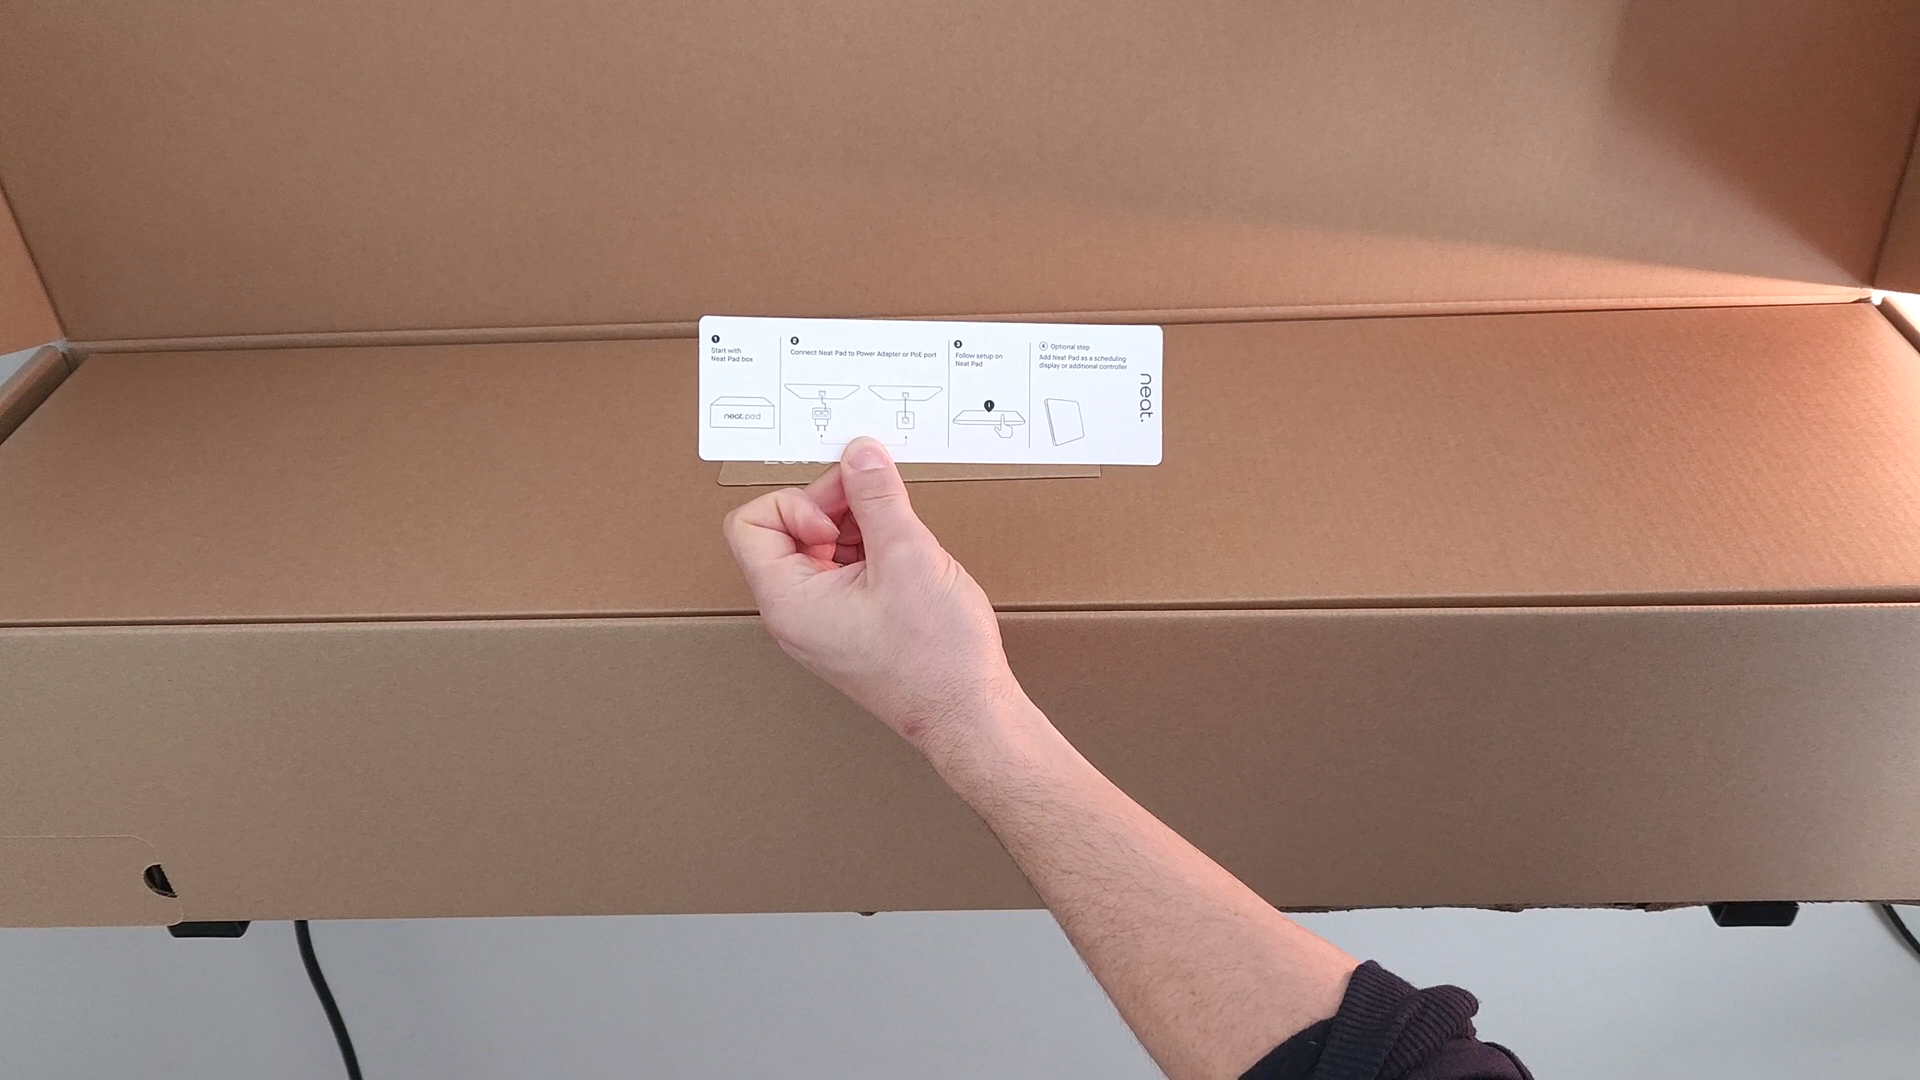 1
Start with
Neat Pad box
neat.pad
2
Connect Neat Pad to Power Adapter or PoE port
3
Follow setup on
Neat Pad
4 Optional step
Add Neat Pad as a scheduling
display or additional controller
neat.